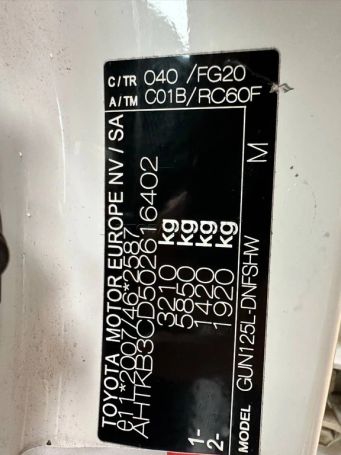 TOYOTA MOTOR EUROPE NV / SA
e11*2007/46*2587
AHTKB3CD502616402
3210 kg
5850 kg
1- 1420 kg
2- 1920 kg
MODEL GUN125L-DNFSHW M
C/TR 040 /FG20
A/TM C01B/RC60F